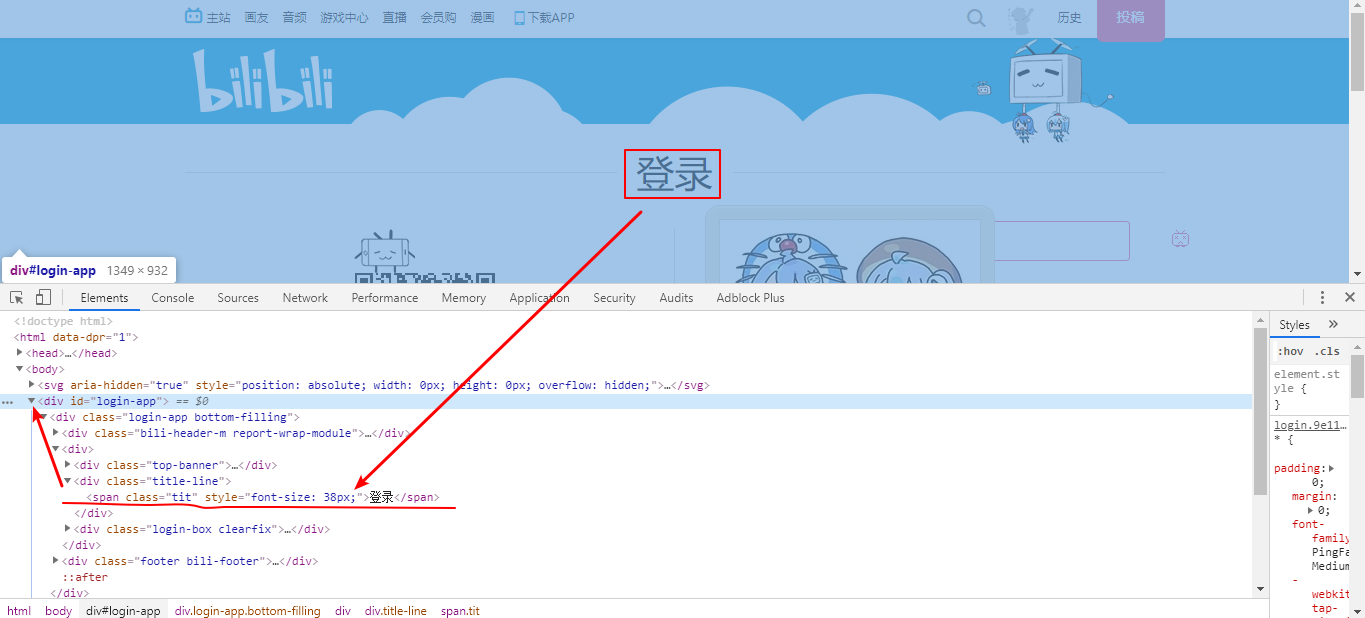 主站 画友 音频 游戏中心 直播 会员购 漫画 下载APP 历史 投稿
bilibili
登录
div#login-app 1349 × 932
Elements Console Sources Network Performance Memory Application Security Audits Adblock Plus
<!doctype html>
<html data-dpr="1">
<head>…</head>
<body>
<svg aria-hidden="true" style="position: absolute; width: 0px; height: 0px; overflow: hidden;">…</svg>
<div id="login-app"> == $0
<div class="login-app bottom-filling">
<div class="bili-header-m report-wrap-module">…</div>
<div>
<div class="top-banner">…</div>
<div class="title-line">
<span class="tit" style="font-size: 38px;">登录</span>
</div>
<div class="login-box clearfix">…</div>
</div>
<div class="footer bili-footer">…</div>
::after
</div>
html body div#login-app div.login-app.bottom-filling div div.title-line span.tit
Styles »
:hov .cls
element.st
yle {
}
login.9e11…
* {
padding:
0;
margin:
0;
font-
family
PingFa
Medium
-
webkit
tap-